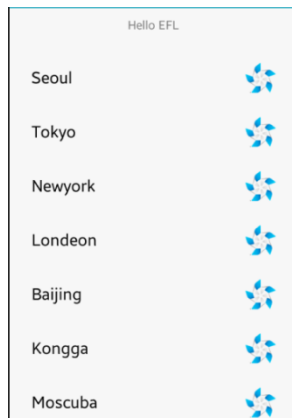 Hello EFL
Seoul
Tokyo
Newyork
Londeon
Baijing
Kongga
Moscuba